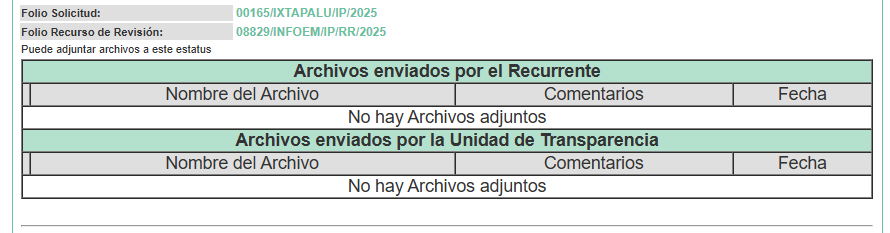 Folio Solicitud: 00165/IXTAPALU/IP/2025
Folio Recurso de Revisión: 08829/INFOEM/IP/RR/2025
Puede adjuntar archivos a este estatus
Archivos enviados por el Recurrente
Nombre del Archivo Comentarios Fecha
No hay Archivos adjuntos
Archivos enviados por la Unidad de Transparencia
Nombre del Archivo Comentarios Fecha
No hay Archivos adjuntos